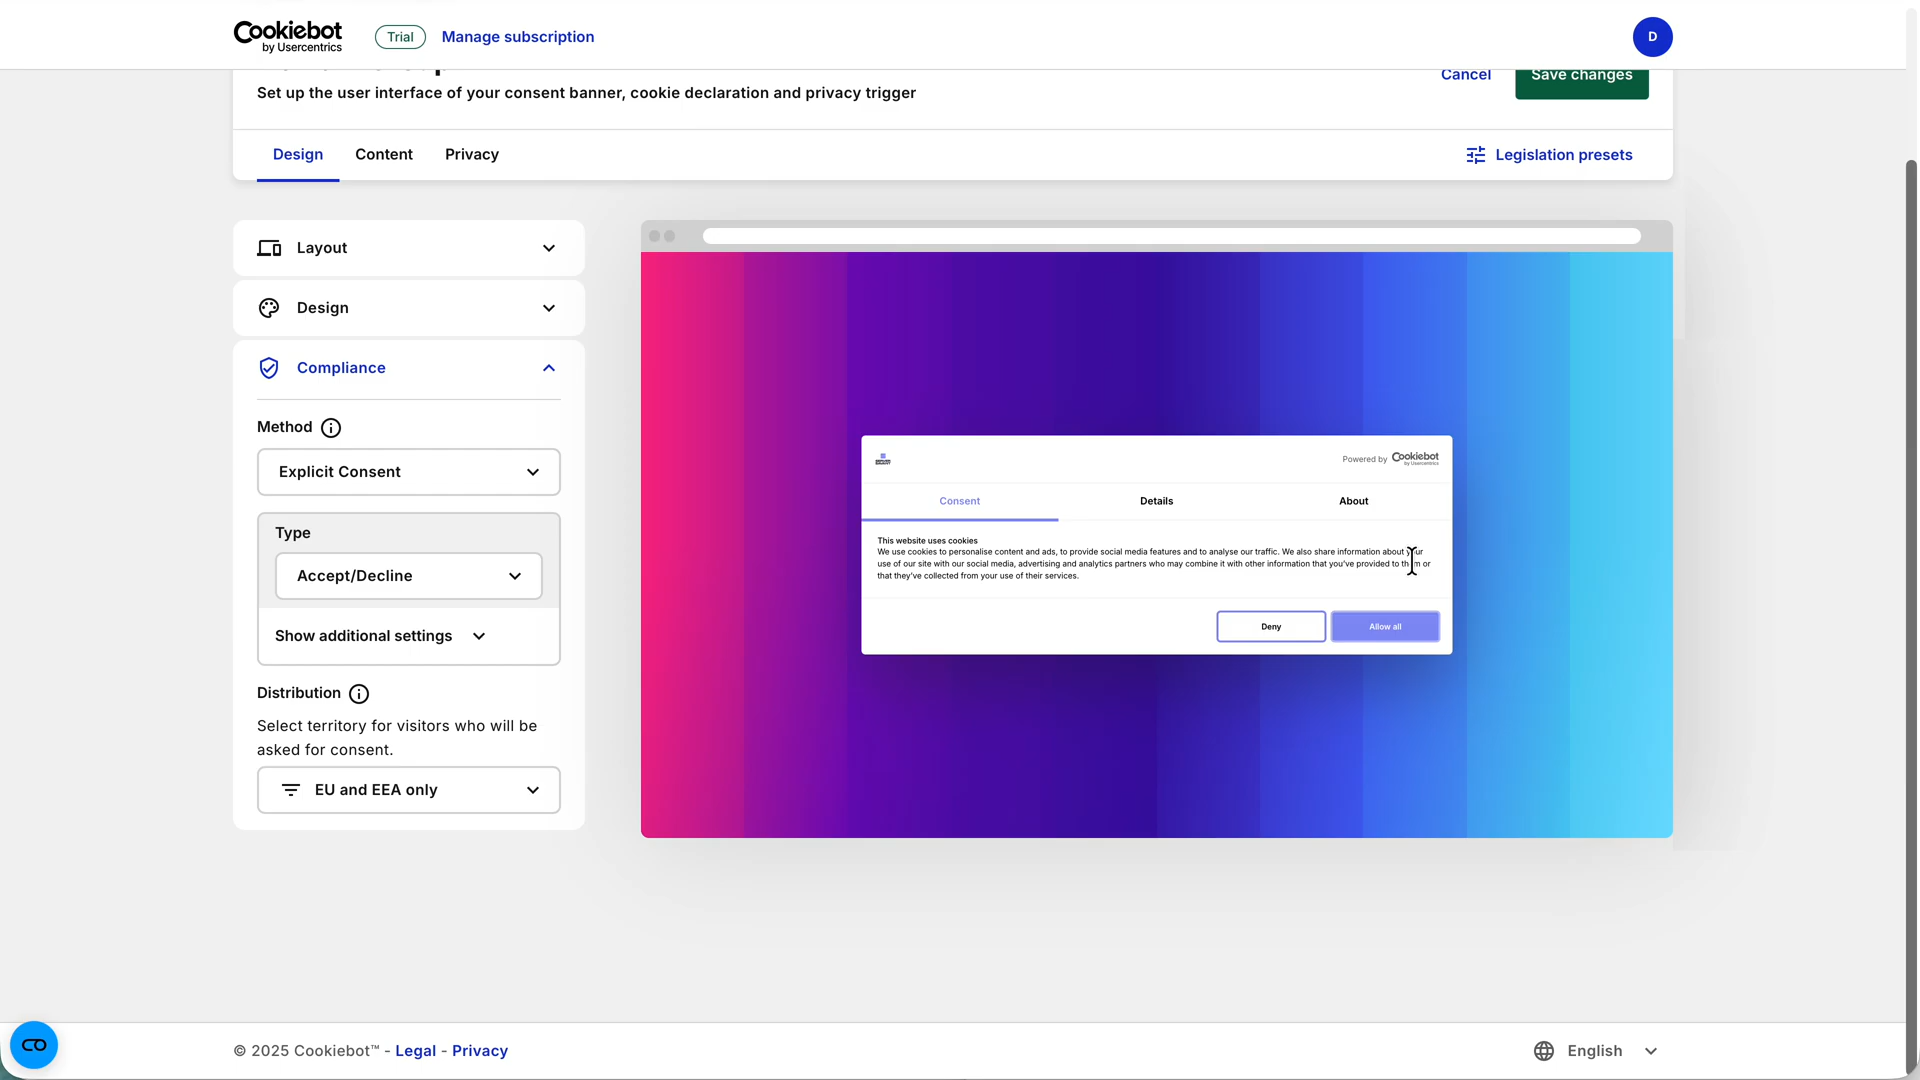 Cookiebot
by Usercentrics
Trial
Manage subscription
D
Cancel
Save changes
Set up the user interface of your consent banner, cookie declaration and privacy trigger
Design
Content
Privacy
Legislation presets
Layout
Design
Compliance
Method
Explicit Consent
Type
Accept/Decline
Show additional settings
Distribution
Select territory for visitors who will be
asked for consent.
EU and EEA only
Powered by Cookiebot
by Usercentrics
Consent
Details
About
This website uses cookies
We use cookies to personalise content and ads, to provide social media features and to analyse our traffic. We also share information about your
use of our site with our social media, advertising and analytics partners who may combine it with other information that you've provided to them or
that they've collected from your use of their services.
Deny
Allow all
© 2025 Cookiebot™ - Legal - Privacy
English